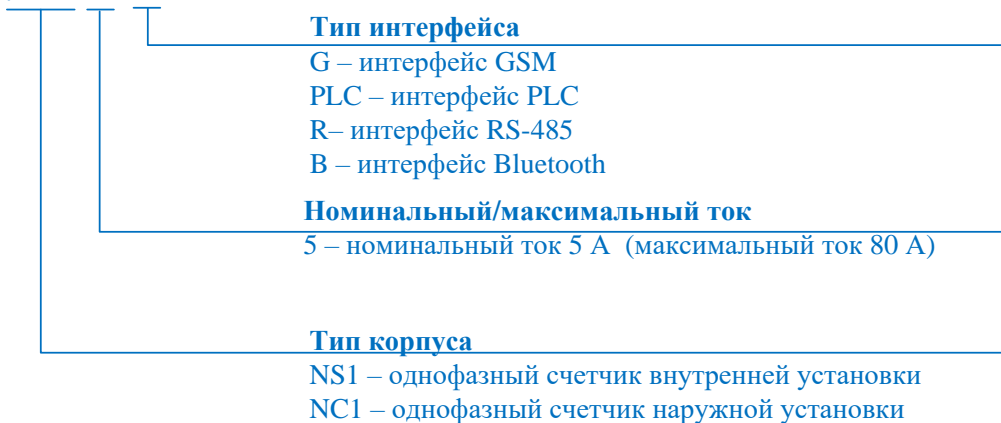 Тип интерфейса
G – интерфейс GSM
PLC – интерфейс PLC
R– интерфейс RS-485
B – интерфейс Bluetooth
Номинальный/максимальный ток
5 – номинальный ток 5 А (максимальный ток 80 А)
Тип корпуса
NS1 – однофазный счетчик внутренней установки
NC1 – однофазный счетчик наружной установки